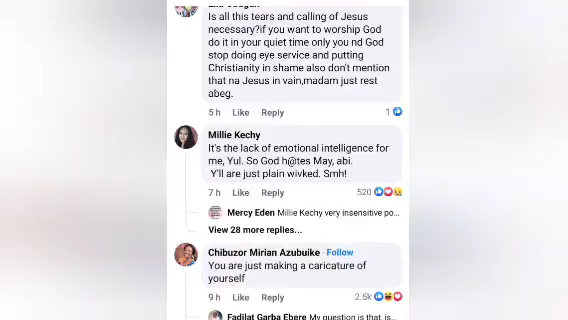 Is all this tears and calling of Jesus
necessary?if you want to worship God
do it in your quiet time only you nd God
stop doing eye service and putting
Christianity in shame also don't mention
that na Jesus in vain,madam just rest
abeg.
5 h Like Reply 1
Millie Kechy
It's the lack of emotional intelligence for
me, Yul. So God h@tes May, abi.
Y'll are just plain wivked. Smh!
7 h Like Reply 520
Mercy Eden Millie Kechy very insensitive po...
View 28 more replies...
Chibuzor Mirian Azubuike · Follow
You are just making a caricature of
yourself
9 h Like Reply 2.5k
Fadilat Garba Ebere My question is that, is...